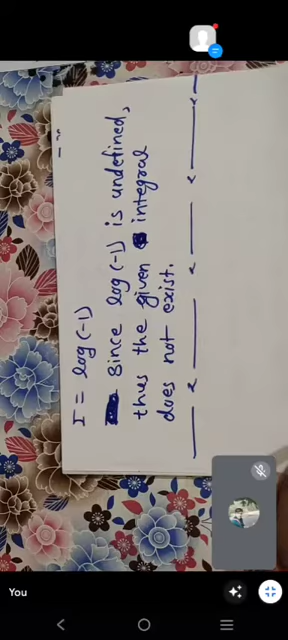 I = log(-1)
Since log(-1) is undefined,
thus the given integral
does not exist.
You